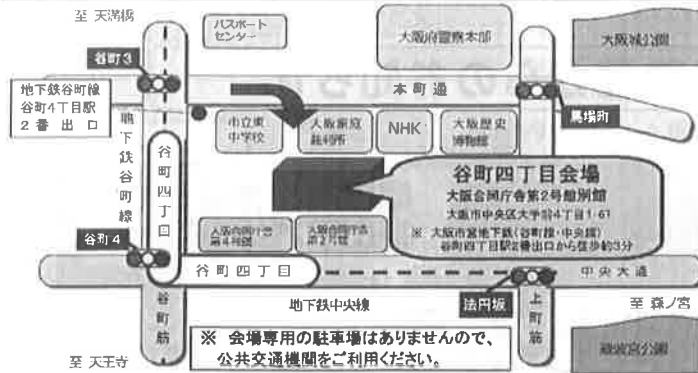 至 天満橋
パスポート
センター
大阪府警察本部
大阪城公園
谷町3
地下鉄谷町線
谷町4丁目駅
2番出口
本町通
馬場町
市立東
中学校
大阪家庭
裁判所
NHK
大阪歴史
博物館
地下鉄谷町線
谷町四丁目
谷町四丁目会場
大阪合同庁舎第2号館別館
大阪市中央区大手前4丁目1-67
※ 大阪市営地下鉄(谷町線・中央線)
谷町四丁目駅2番出口から徒歩約3分
大阪合同庁舎
第4号館
大阪合同庁舎
第2号館
谷町4
谷町四丁目
中央大通
地下鉄中央線
法円坂
至 森ノ宮
谷町筋
上町筋
※ 会場専用の駐車場はありませんので、
公共交通機関をご利用ください。
難波宮公園
至 天王寺